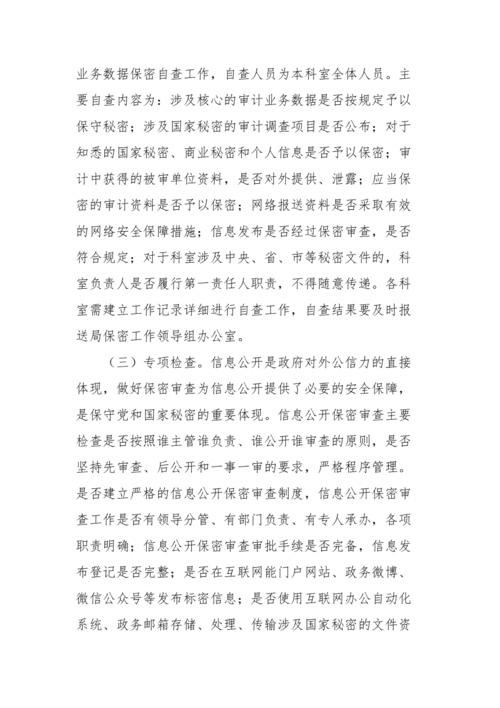 业务数据保密自查工作，自查人员为本科室全体人员。主
要自查内容为：涉及核心的审计业务数据是否按规定予以
保守秘密；涉及国家秘密的审计调查项目是否公布；对于
知悉的国家秘密、商业秘密和个人信息是否予以保密；审
计中获得的被审单位资料，是否对外提供、泄露；应当保
密的审计资料是否予以保密；网络报送资料是否采取有效
的网络安全保障措施；信息发布是否经过保密审查，是否
符合规定；对于科室涉及中央、省、市等秘密文件的，科
室负责人是否履行第一责任人职责，不得随意传递。各科
室需建立工作记录详细进行自查工作，自查结果要及时报
送局保密工作领导组办公室。
（三）专项检查。信息公开是政府对外公信力的直接
体现，做好保密审查为信息公开提供了必要的安全保障，
是保守党和国家秘密的重要体现。信息公开保密审查主要
检查是否按照谁主管谁负责、谁公开谁审查的原则，是否
坚持先审查、后公开和一事一审的要求，严格程序管理。
是否建立严格的信息公开保密审查制度，信息公开保密审
查工作是否有领导分管、有部门负责、有专人承办，各项
职责明确；信息公开保密审查审批手续是否完备，信息发
布登记是否完整；是否在互联网能门户网站、政务微博、
微信公众号等发布标密信息；是否使用互联网办公自动化
系统、政务邮箱存储、处理、传输涉及国家秘密的文件资